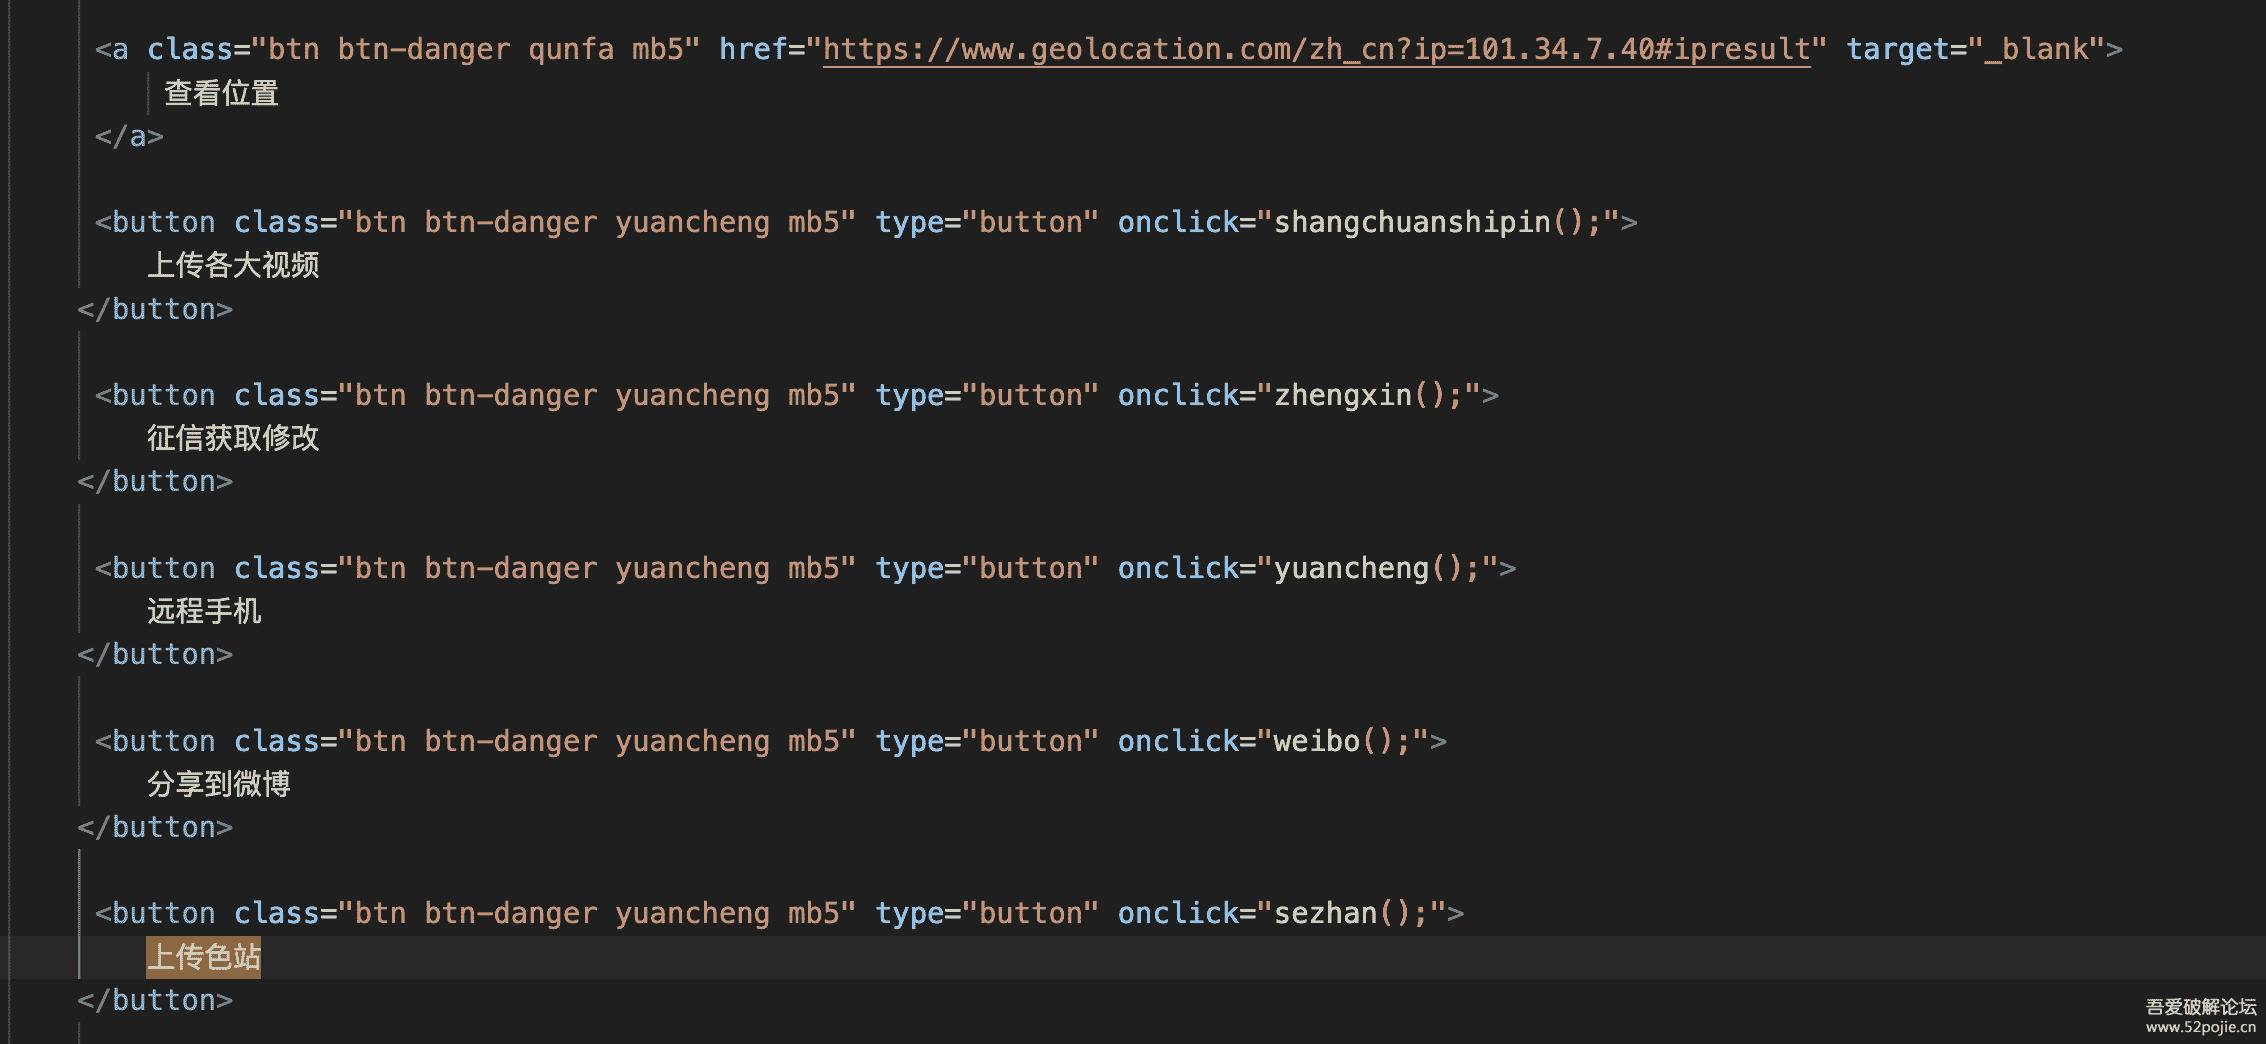 <a class="btn btn-danger qunfa mb5" href="https://www.geolocation.com/zh_cn?ip=101.34.7.40#ipresult" target="_blank">
查看位置
</a>
<button class="btn btn-danger yuancheng mb5" type="button" onclick="shangchuanshipin();">
上传各大视频
</button>
<button class="btn btn-danger yuancheng mb5" type="button" onclick="zhengxin();">
征信获取修改
</button>
<button class="btn btn-danger yuancheng mb5" type="button" onclick="yuancheng();">
远程手机
</button>
<button class="btn btn-danger yuancheng mb5" type="button" onclick="weibo();">
分享到微博
</button>
<button class="btn btn-danger yuancheng mb5" type="button" onclick="sezhan();">
上传色站
</button>
吾爱破解论坛
www.52pojie.cn